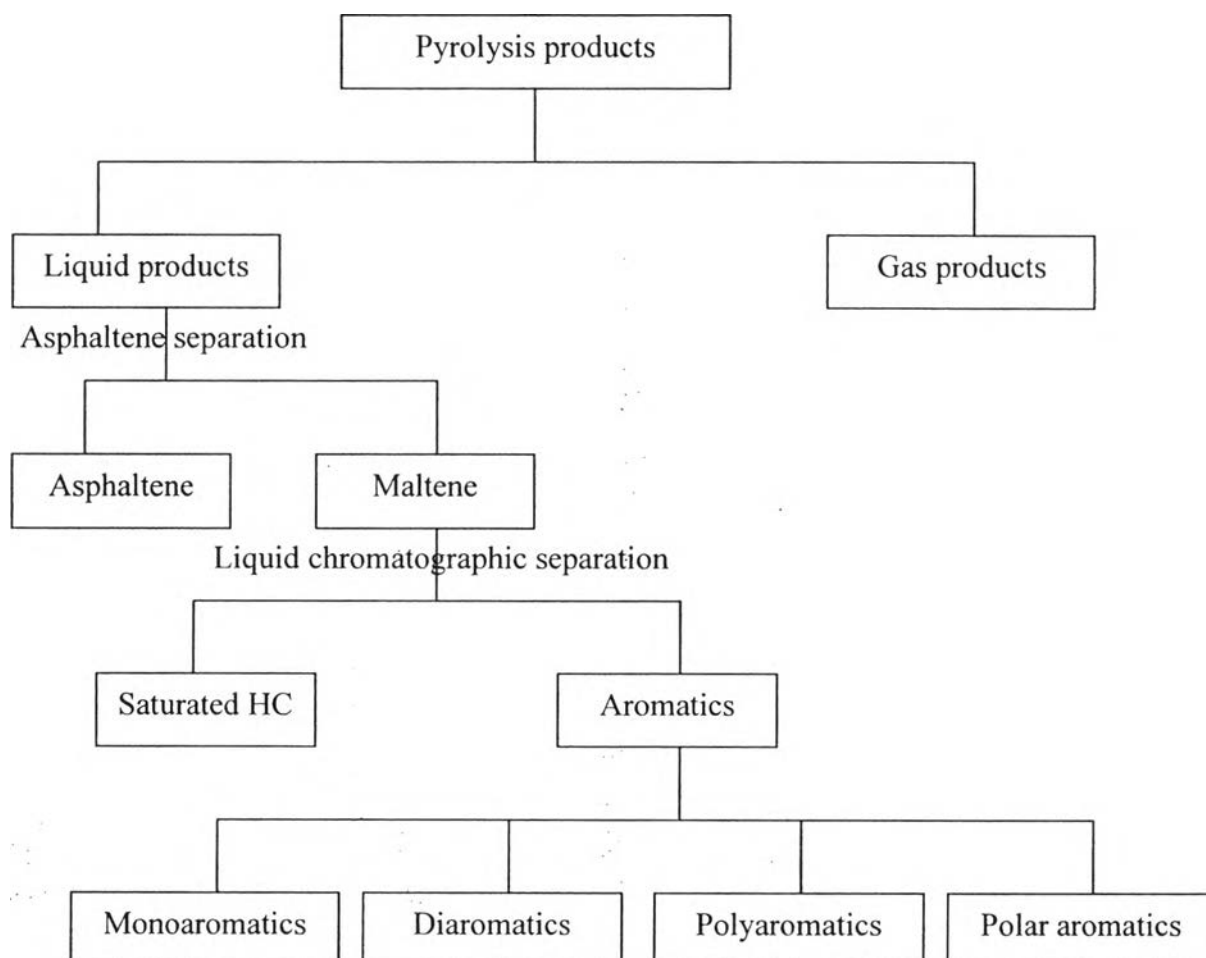 Pyrolysis products
Liquid products
Gas products
Asphaltene separation
Asphaltene
Maltene
Liquid chromatographic separation
Saturated HC
Aromatics
Monoaromatics
Diaromatics
Polyaromatics
Polar aromatics